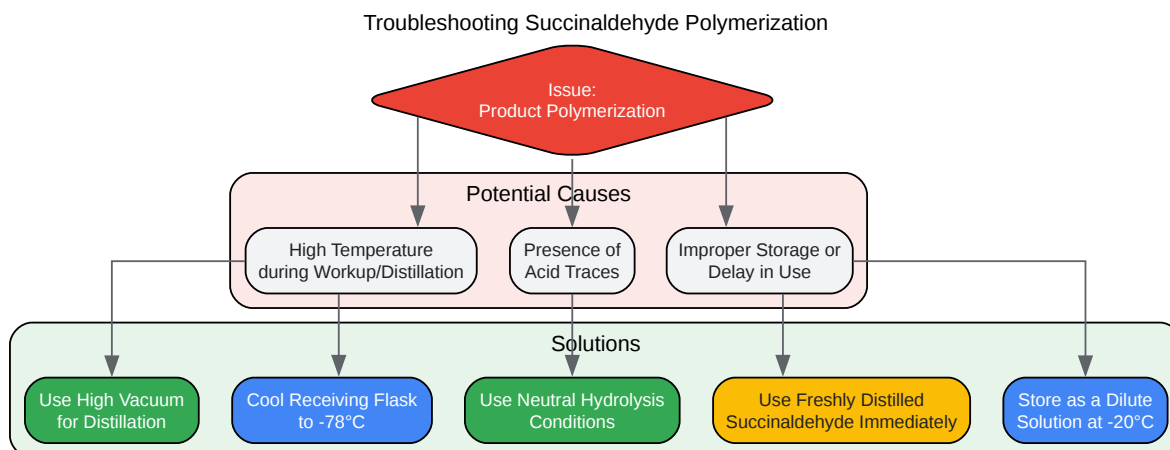 Troubleshooting Succinaldehyde Polymerization
Issue:
Product Polymerization
Potential Causes
High Temperature
during Workup/Distillation
Presence of
Acid Traces
Improper Storage or
Delay in Use
Solutions
Use High Vacuum
for Distillation
Cool Receiving Flask
to -78°C
Use Neutral Hydrolysis
Conditions
Use Freshly Distilled
Succinaldehyde Immediately
Store as a Dilute
Solution at -20°C